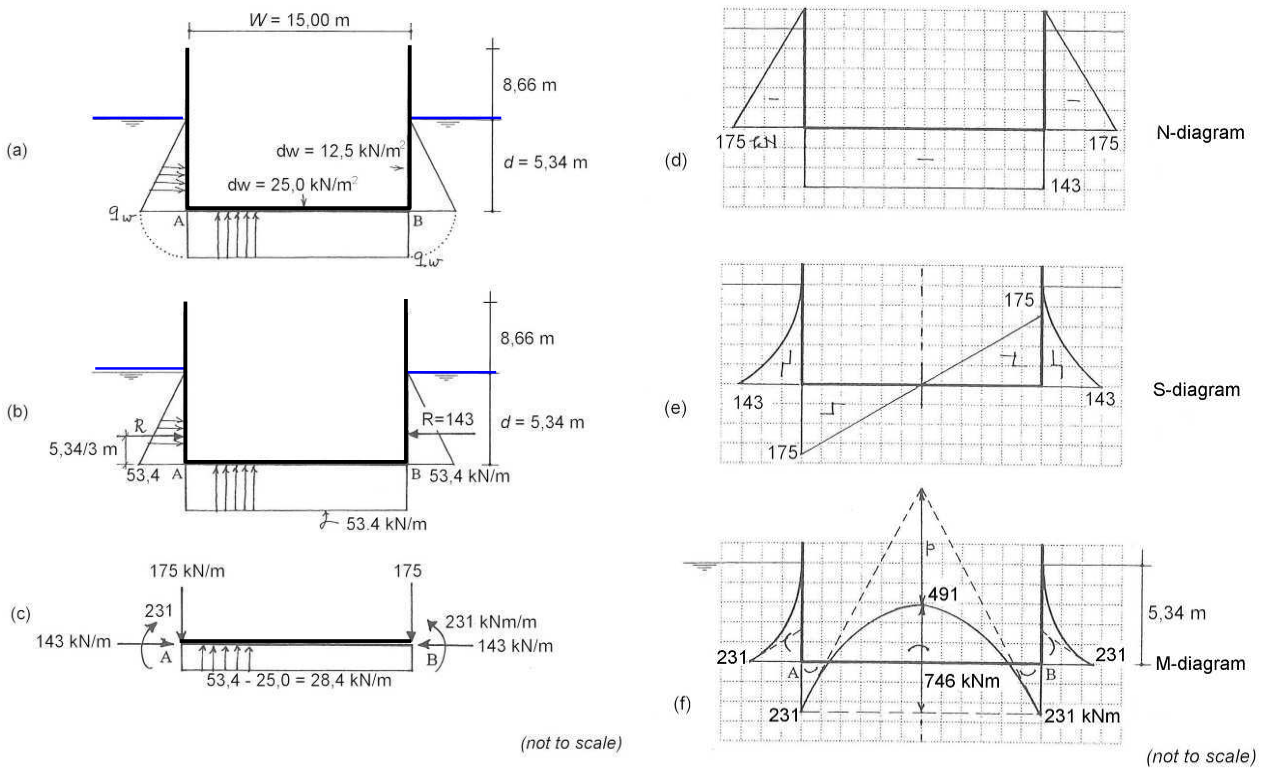 W = 15,00 m
8,66 m
(a)
dw = 12,5 kN/m²
d = 5,34 m
dw = 25,0 kN/m²
qw
A
B
qw
8,66 m
(b)
R
R=143
d = 5,34 m
5,34/3 m
53,4
A
B
53,4 kN/m
53.4 kN/m
175 kN/m
175
(c)
231
231 kNm/m
143 kN/m
143 kN/m
A
B
53,4 - 25,0 = 28,4 kN/m
(not to scale)
N-diagram
175
kN
175
(d)
143
175
S-diagram
(e)
143
143
175
p
491
5,34 m
231
231
M-diagram
A
B
746 kNm
(f)
231
231 kNm
(not to scale)